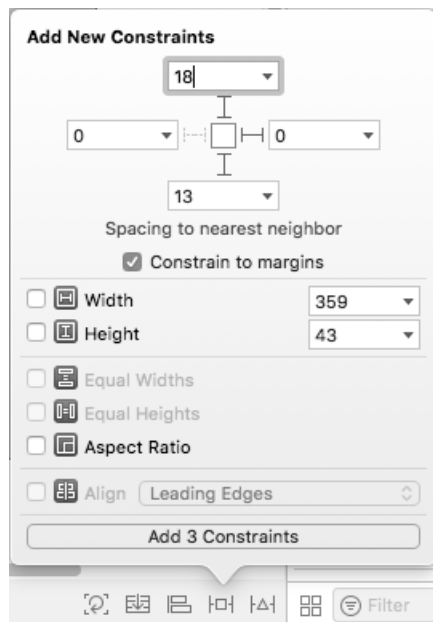 Add New Constraints
18
0 0
13
Spacing to nearest neighbor
Constrain to margins
Width 359
Height 43
Equal Widths
Equal Heights
Aspect Ratio
Align Leading Edges
Add 3 Constraints
Filter